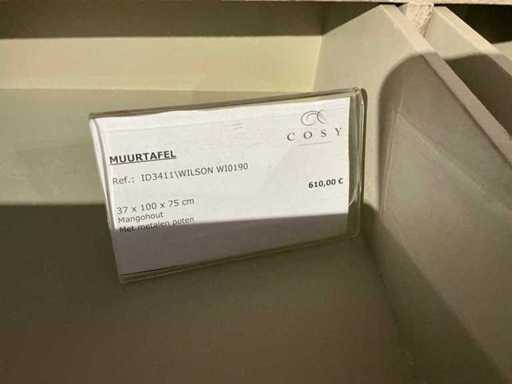 COSY
MUURTAFEL
Ref.: ID3411\WILSON WI0190
610,00 €
37 x 100 x 75 cm
Mangohout
Met metalen poten